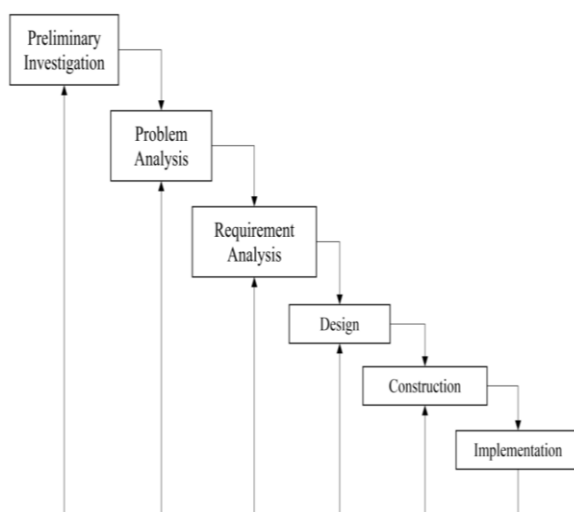 Preliminary
Investigation
Problem
Analysis
Requirement
Analysis
Design
Construction
Implementation